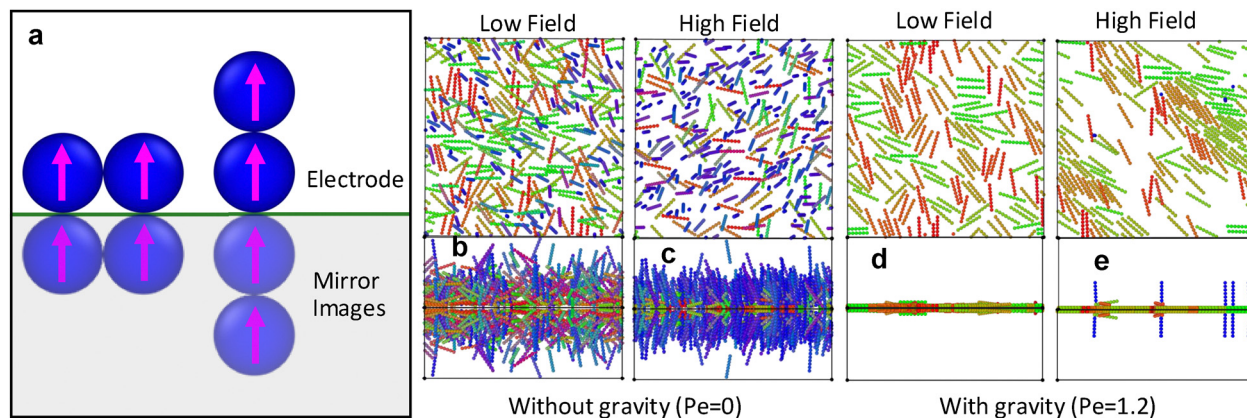 a
Electrode
Mirror
Images
Low Field
High Field
Low Field
High Field
b
c
d
e
Without gravity (Pe=0)
With gravity (Pe=1.2)